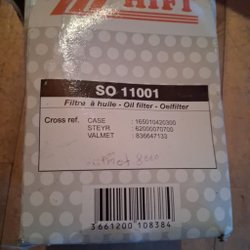 HIFI
SO 11001
Filtre à huile - Oil filter - Oelfilter
Cross ref. CASE : 165010420300
STEYR : 62000070700
VALMET : 836647133
3661200 108384